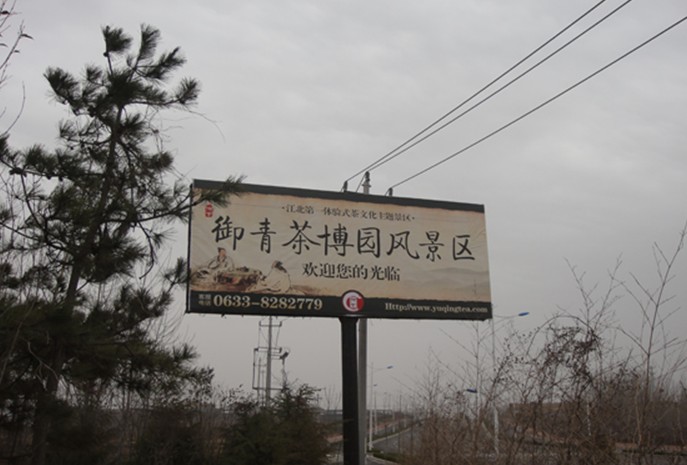 ·江北第一体验式茶文化主题景区·
御青茶博园风景区
欢迎您的光临
0633-8282779
Http://www.yuqingtea.com